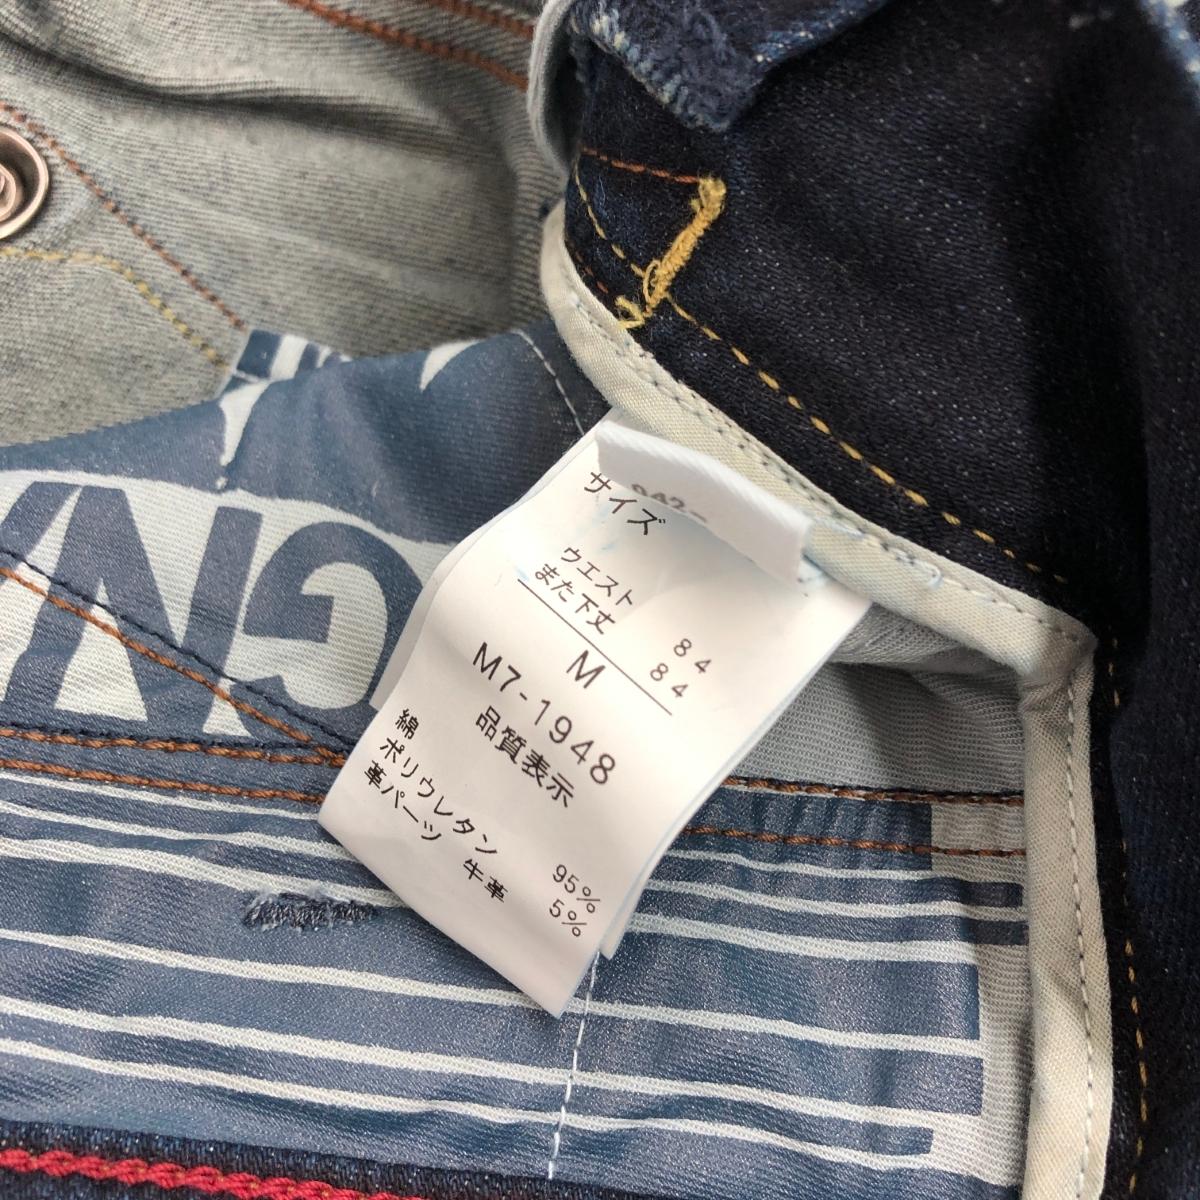 サイズ
ウエスト 84
また下丈 84
M
M7-1948
品質表示
綿 95%
ポリウレタン 5%
革パーツ 牛革
GN